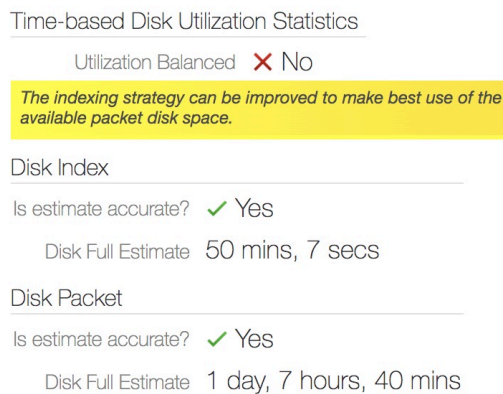 Time-based Disk Utilization Statistics
Utilization Balanced ✗ No
The indexing strategy can be improved to make best use of the
available packet disk space.
Disk Index
Is estimate accurate? ✓ Yes
Disk Full Estimate 50 mins, 7 secs
Disk Packet
Is estimate accurate? ✓ Yes
Disk Full Estimate 1 day, 7 hours, 40 mins